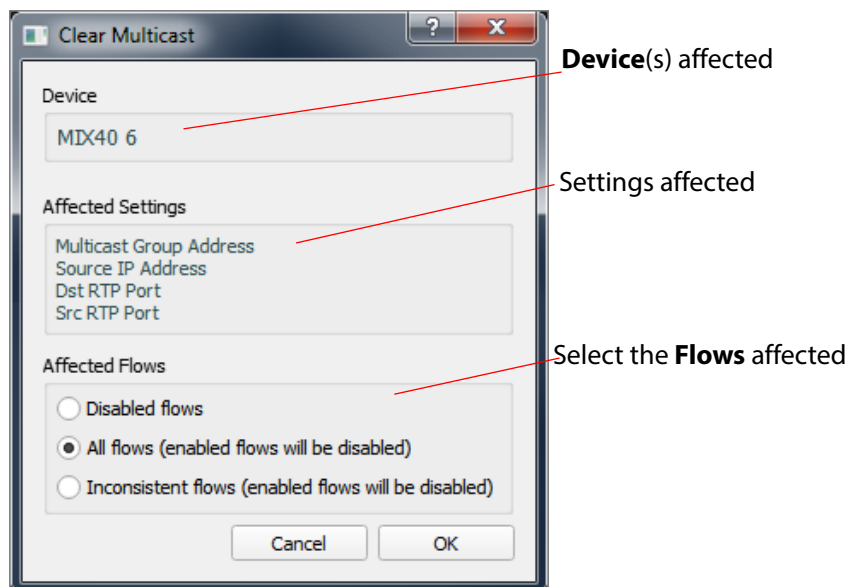 Clear Multicast
?
X
Device(s) affected
Device
MIX40 6
Settings affected
Affected Settings
Multicast Group Address
Source IP Address
Dst RTP Port
Src RTP Port
Select the Flows affected
Affected Flows
Disabled flows
All flows (enabled flows will be disabled)
Inconsistent flows (enabled flows will be disabled)
Cancel
OK